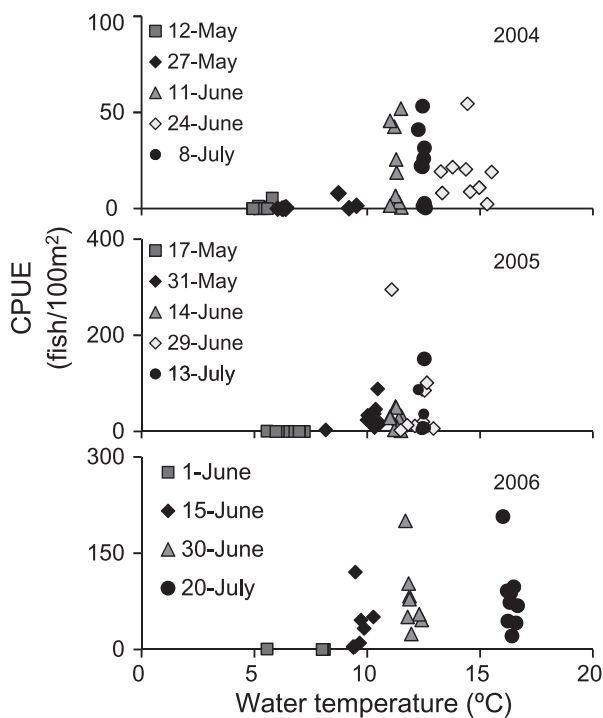 100
50
0
12-May
27-May
11-June
24-June
8-July
2004
CPUE
(fish/100m²)
400
200
0
17-May
31-May
14-June
29-June
13-July
2005
300
150
0
1-June
15-June
30-June
20-July
2006
0 5 10 15 20
Water temperature (ºC)